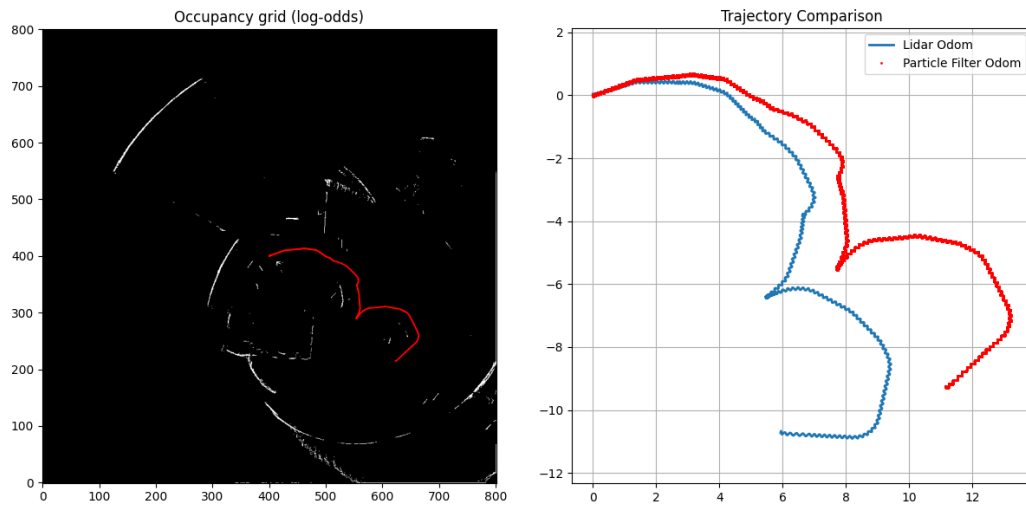 Occupancy grid (log-odds)
800
700
600
500
400
300
200
100
0
0 100 200 300 400 500 600 700 800
Trajectory Comparison
Lidar Odom
Particle Filter Odom
2
0
−2
−4
−6
−8
−10
−12
0 2 4 6 8 10 12